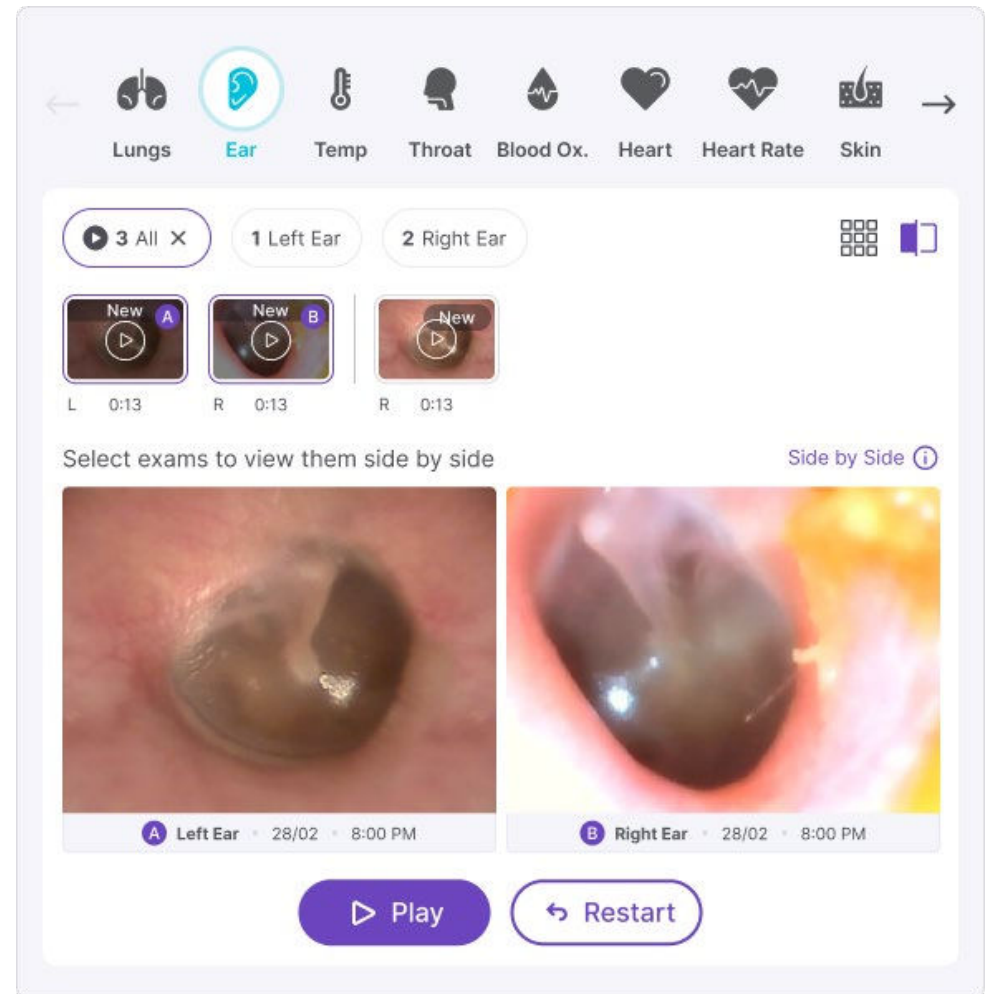 Lungs Ear Temp Throat Blood Ox. Heart Heart Rate Skin
3 All 1 Left Ear 2 Right Ear
New A New B New
L 0:13 R 0:13 R 0:13
Select exams to view them side by side Side by Side
A Left Ear 28/02 8:00 PM B Right Ear 28/02 8:00 PM
Play Restart